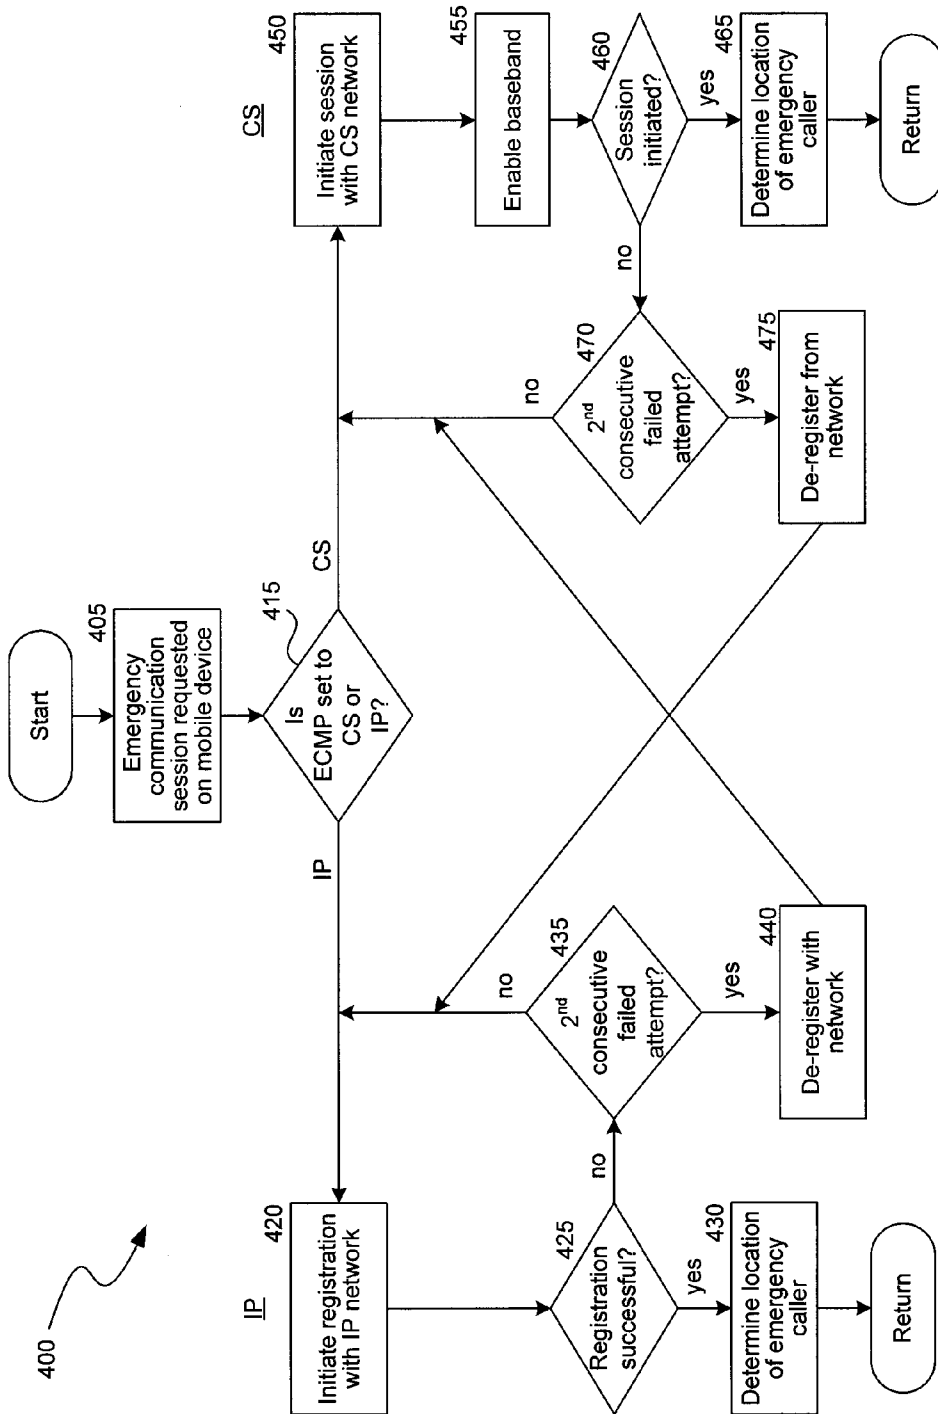 400
Start
405
Emergency
communication
session requested
on mobile device
415
Is
ECMP set to
CS or
IP?
IP
CS
IP
420
Initiate registration
with IP network
425
Registration
successful?
no
yes
430
Determine location
of emergency
caller
Return
435
2nd
consecutive
failed
attempt?
no
yes
440
De-register with
network
CS
450
Initiate session
with CS network
455
Enable baseband
460
Session
initiated?
no
yes
465
Determine location
of emergency
caller
Return
470
2nd
consecutive
failed
attempt?
no
yes
475
De-register from
network